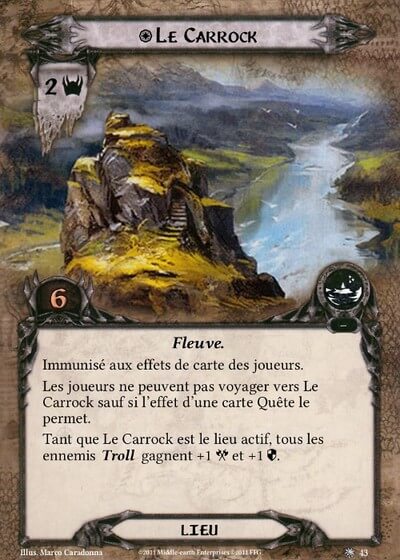 Le Carrock
2
6
Fleuve.
Immunisé aux effets de carte des joueurs.
Les joueurs ne peuvent pas voyager vers Le
Carrock sauf si l'effet d'une carte Quête le
permet.
Tant que Le Carrock est le lieu actif, tous les
ennemis Troll gagnent +1 et +1 .
LIEU
Illus. Marco Caradonna
©2011 Middle-earth Enterprises ©2011 FFG
43